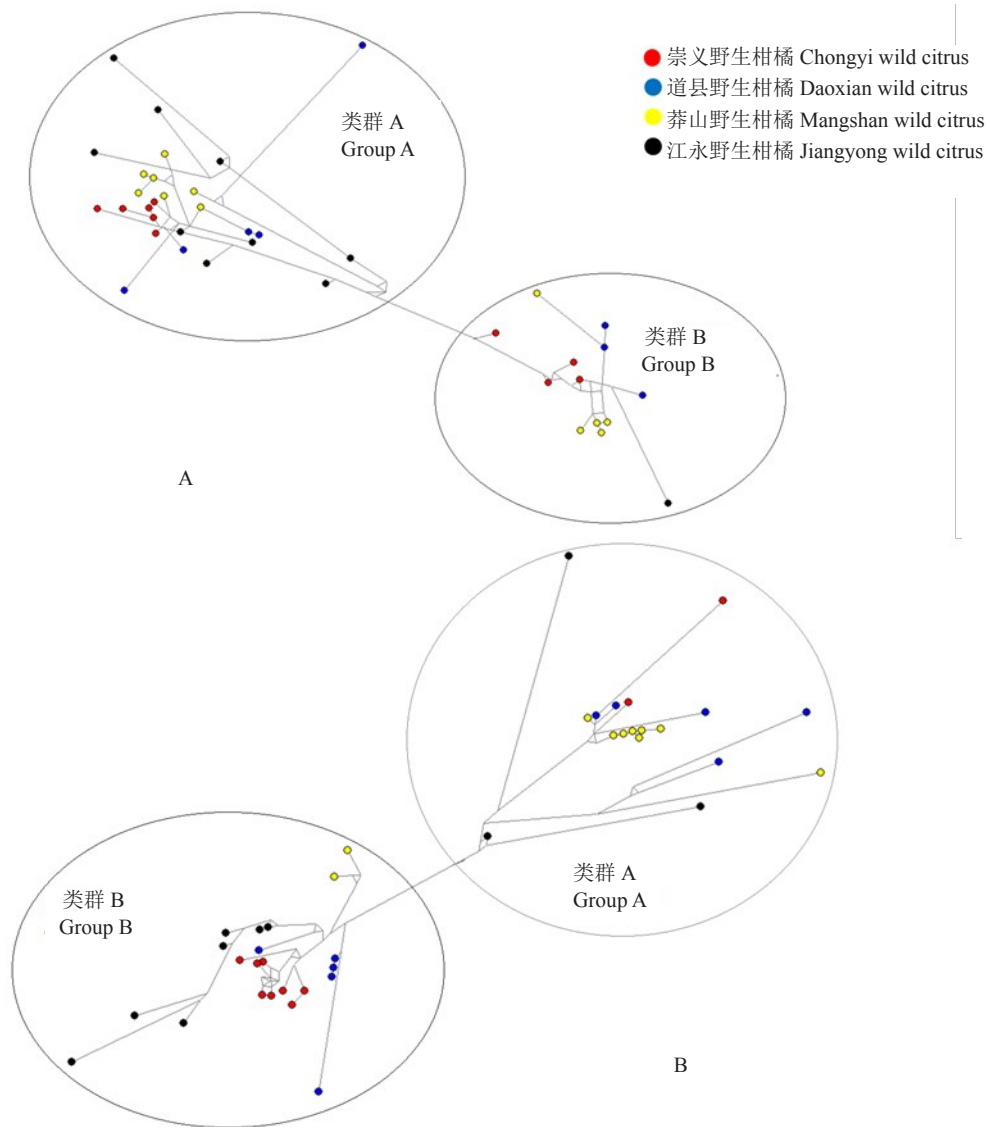 崇义野生柑橘 Chongyi wild citrus
道县野生柑橘 Daoxian wild citrus
莽山野生柑橘 Mangshan wild citrus
江永野生柑橘 Jiangyong wild citrus
类群 A
Group A
类群 B
Group B
A
类群 A
Group A
类群 B
Group B
B